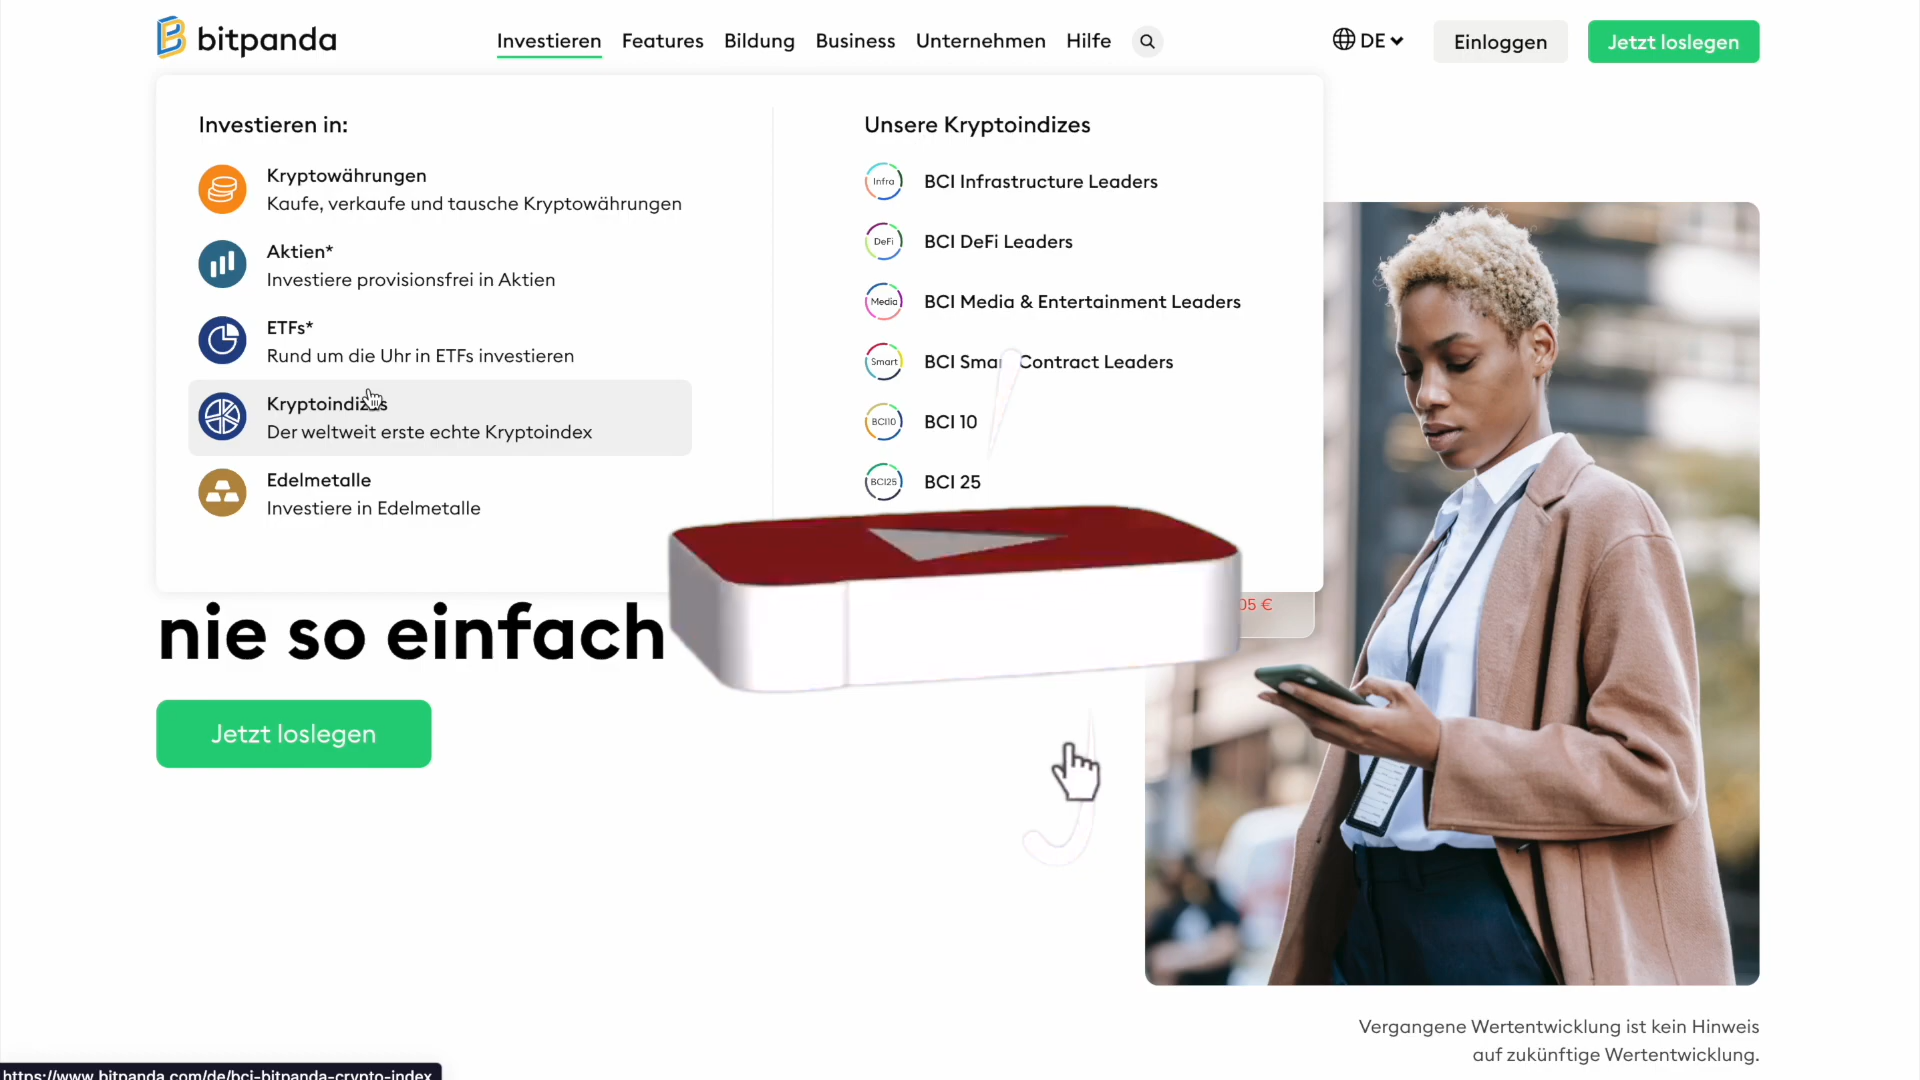 bitpanda
Investieren Features Bildung Business Unternehmen Hilfe
DE
Einloggen
Jetzt loslegen
Investieren in:
Kryptowährungen
Kaufe, verkaufe und tausche Kryptowährungen
Aktien*
Investiere provisionsfrei in Aktien
ETFs*
Rund um die Uhr in ETFs investieren
Kryptoindizes
Der weltweit erste echte Kryptoindex
Edelmetalle
Investiere in Edelmetalle
Unsere Kryptoindizes
Infra BCI Infrastructure Leaders
DeFi BCI DeFi Leaders
Media BCI Media & Entertainment Leaders
Smart BCI Smart Contract Leaders
BCI10 BCI 10
BCI25 BCI 25
05 €
nie so einfach
Jetzt loslegen
Vergangene Wertentwicklung ist kein Hinweis
auf zukünftige Wertentwicklung.
https://www.bitpanda.com/de/bci-bitpanda-crypto-index